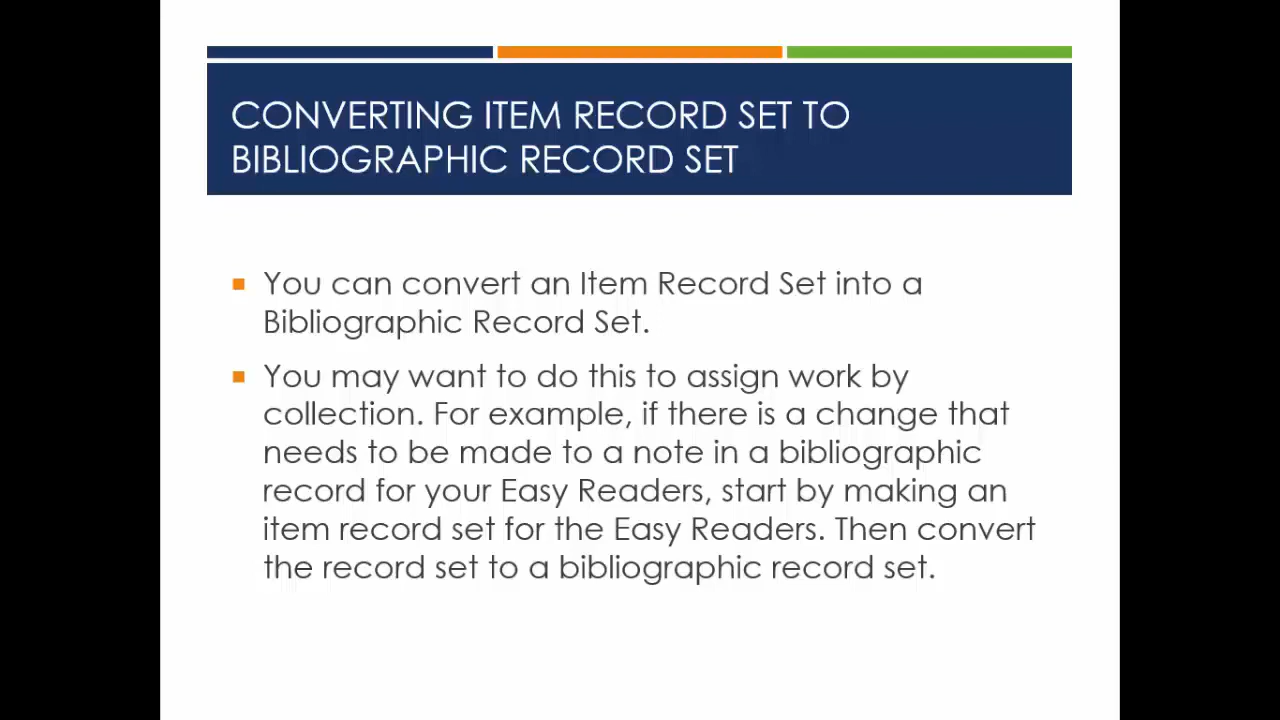 CONVERTING ITEM RECORD SET TO
BIBLIOGRAPHIC RECORD SET
You can convert an Item Record Set into a
Bibliographic Record Set.
You may want to do this to assign work by
collection. For example, if there is a change that
needs to be made to a note in a bibliographic
record for your Easy Readers, start by making an
item record set for the Easy Readers. Then convert
the record set to a bibliographic record set.